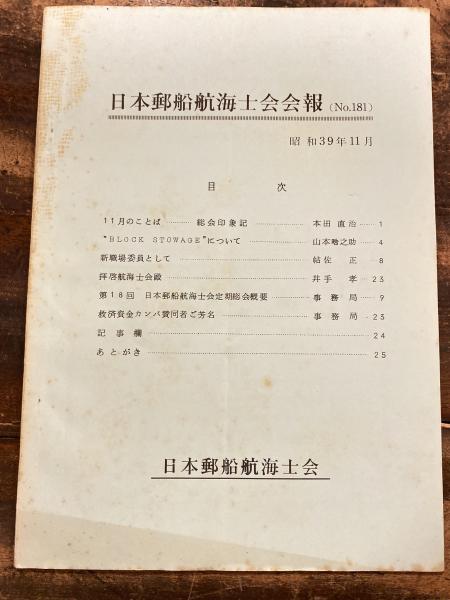 日本郵船航海士会会報 (No.181)
昭和39年11月
目 次
11月のことば ……… 総会印象記 ……… 本田 直治 … 1
"BLOCK STOWAGE"について ……… 山本 之助 … 4
新職場委員として ……… 帖佐 正 … 8
拝啓航海士会殿 ……… 井手 孝 … 23
第18回 日本郵船航海士会定期総会概要 ……… 事務局 … 9
救済資金カンパ賛同者ご芳名 ……… 事務局 … 23
記事欄 ……… 24
あとがき ……… 25
日本郵船航海士会